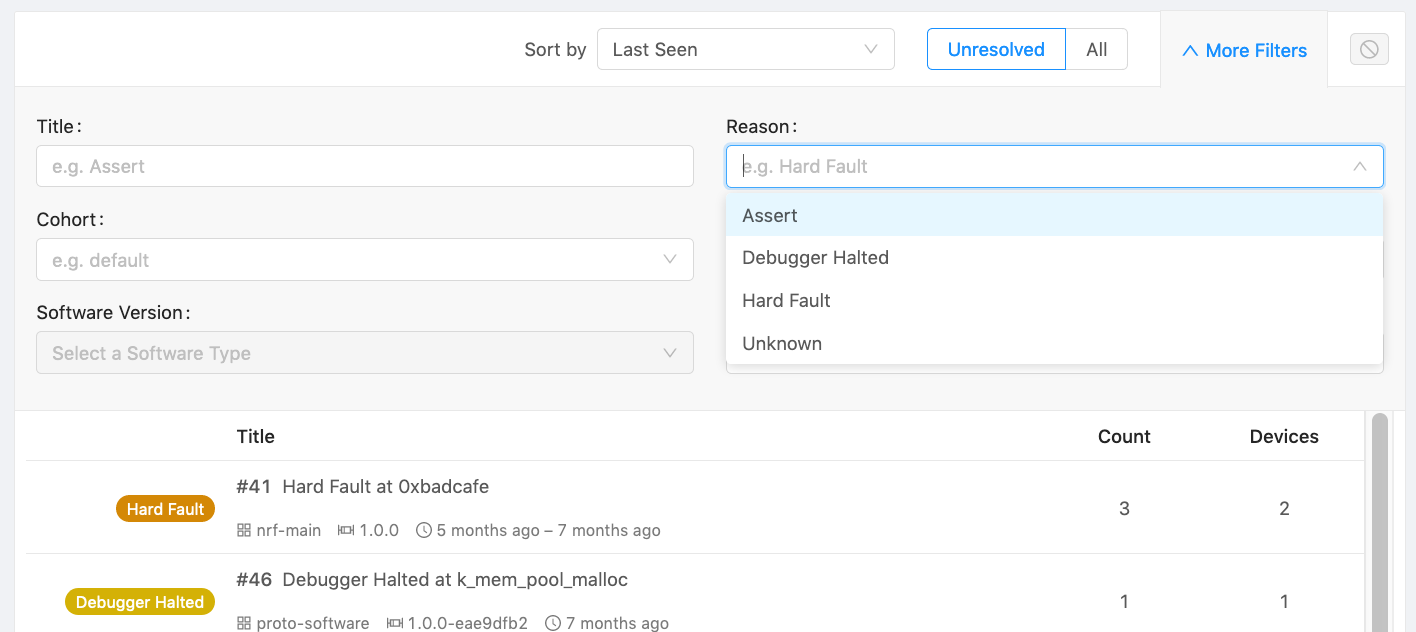 Sort by Last Seen Unresolved All More Filters
Title: Reason:
e.g. Assert e.g. Hard Fault
Assert
Cohort:
Debugger Halted
e.g. default
Hard Fault
Software Version:
Unknown
Select a Software Type
Title Count Devices
#41 Hard Fault at 0xbadcafe
Hard Fault 3 2
nrf-main 1.0.0 5 months ago – 7 months ago
#46 Debugger Halted at k_mem_pool_malloc
Debugger Halted 1 1
proto-software 1.0.0-eae9dfb2 7 months ago